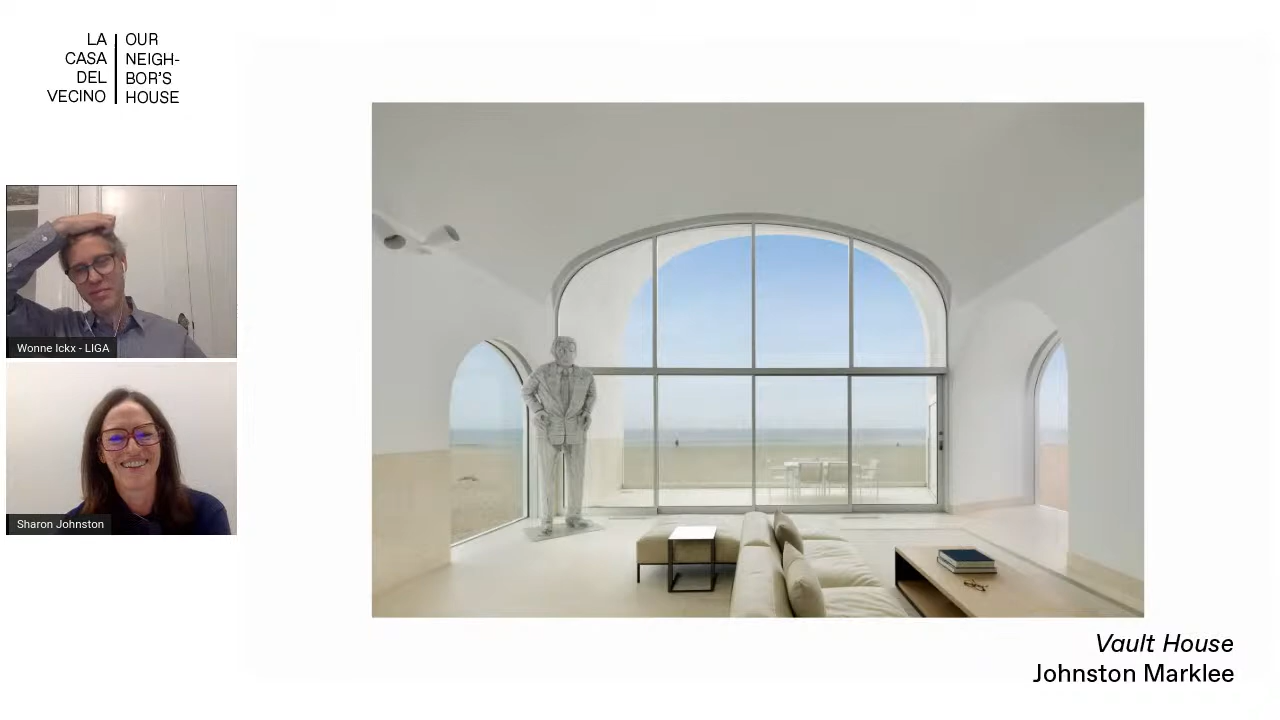 LA
CASA
DEL
VECINO
OUR
NEIGH-
BOR'S
HOUSE
Wonne Ickx - LIGA
Sharon Johnston
Vault House
Johnston Marklee